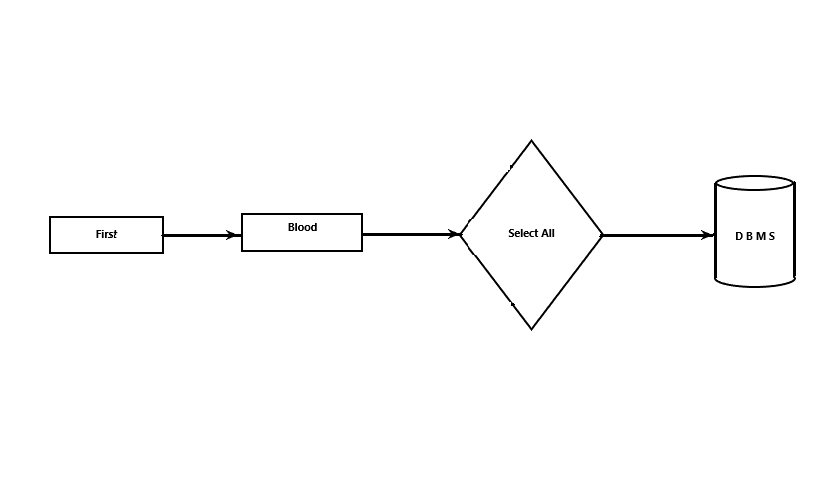 First
Blood
Select All
D B M S